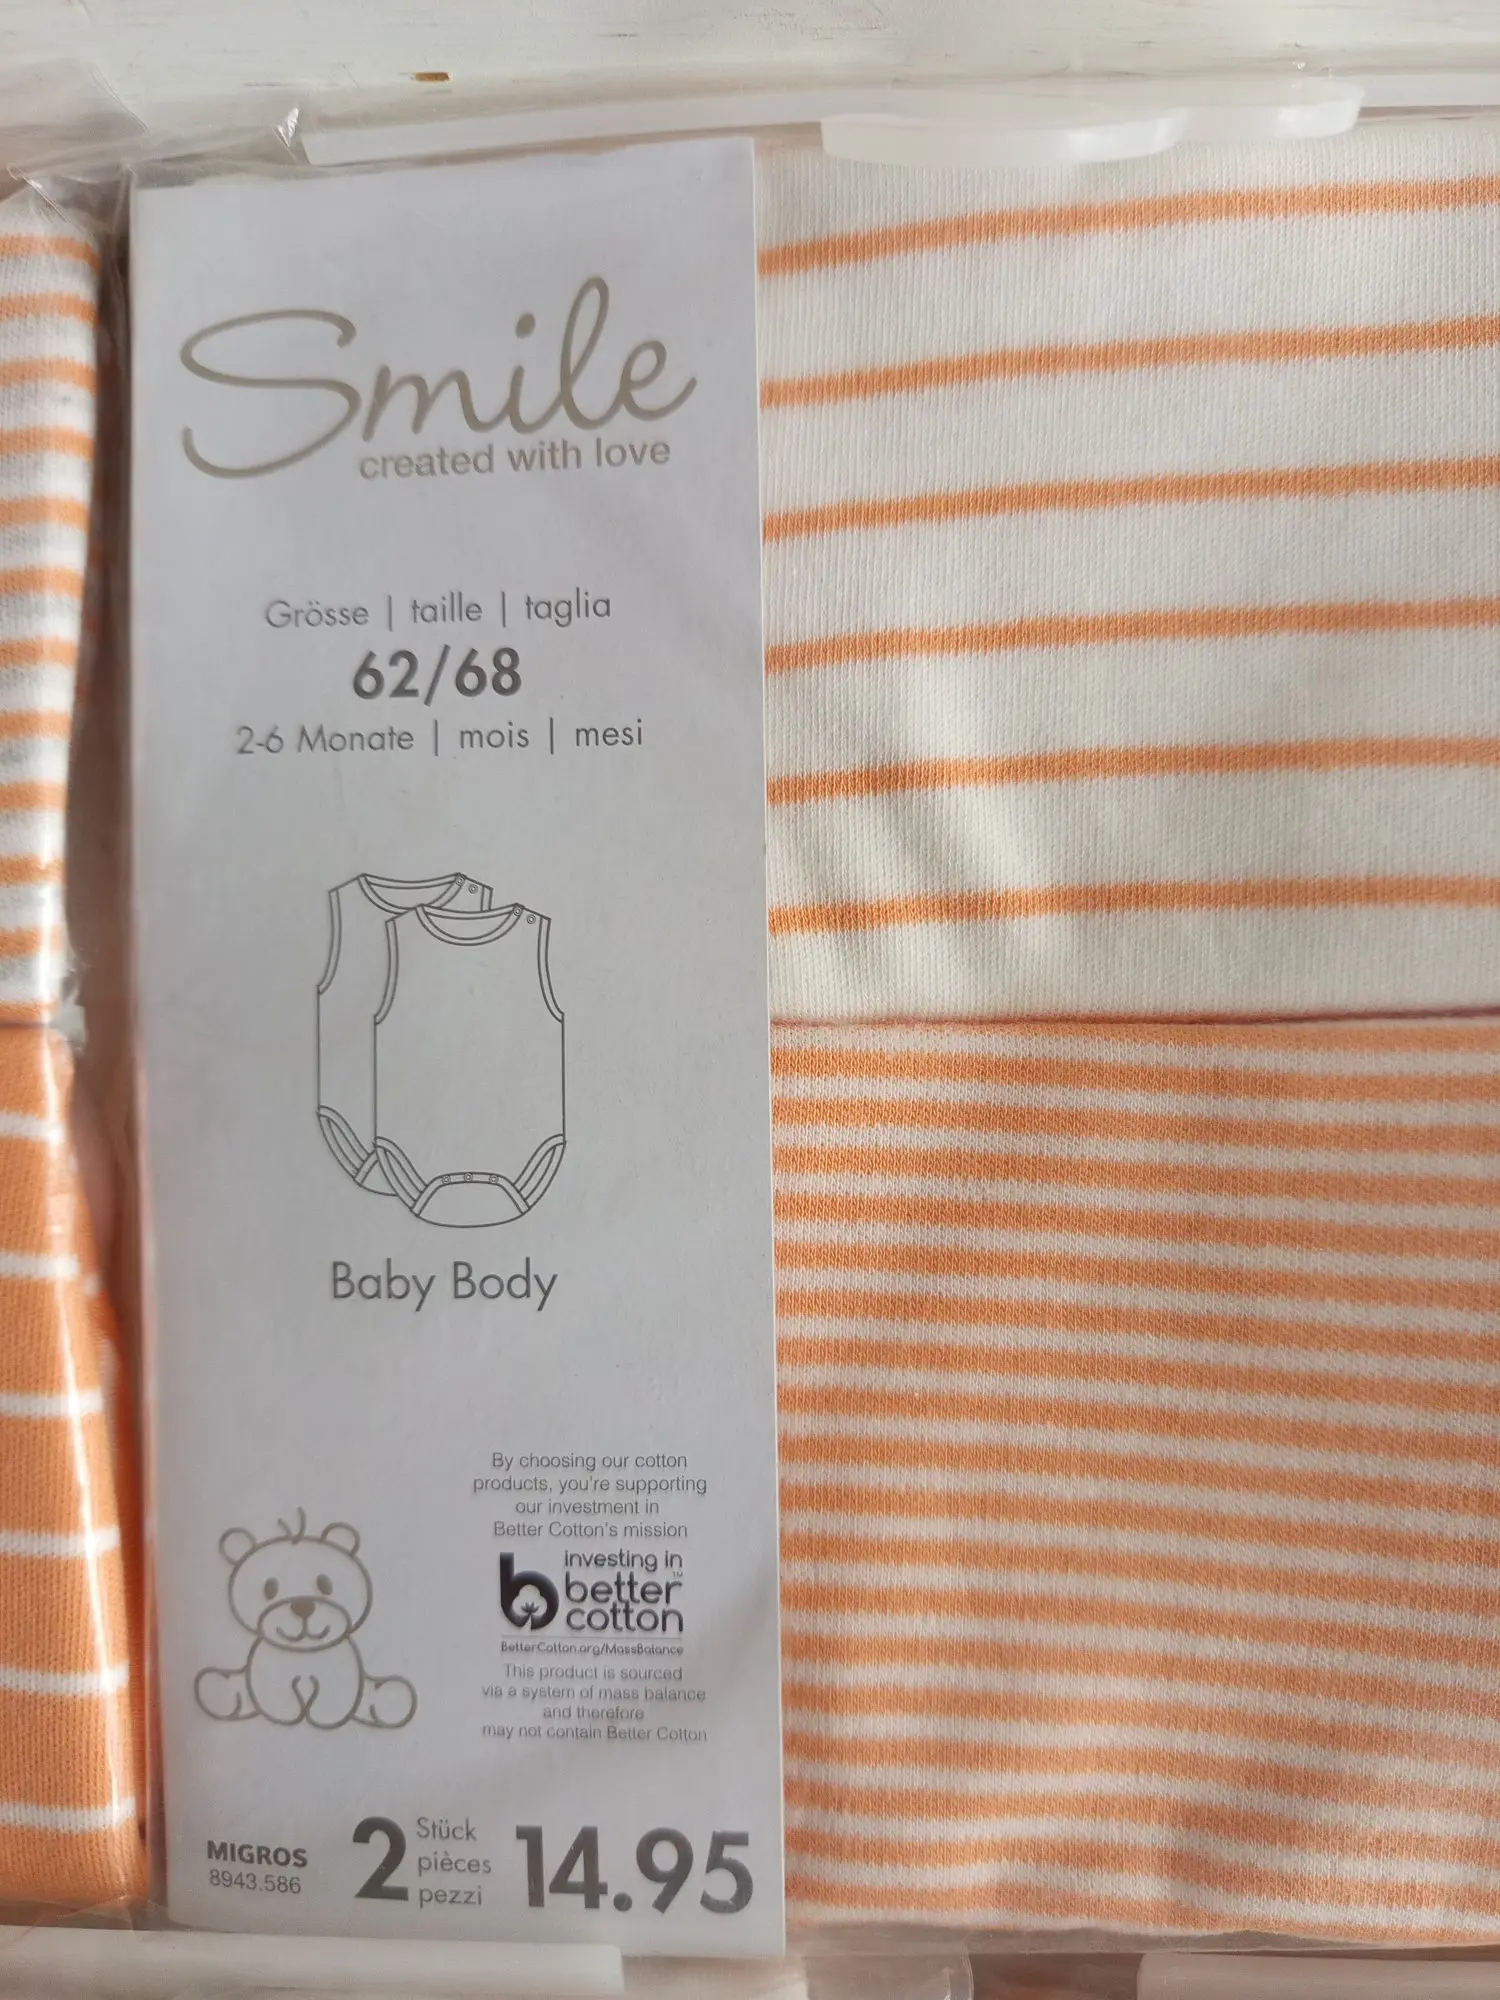 Smile
created with love
Grösse | taille | taglia
62/68
2-6 Monate | mois | mesi
Baby Body
By choosing our cotton
products, you're supporting
our investment in
Better Cotton's mission
investing in
better™
cotton
BetterCotton.org/MassBalance
This product is sourced
via a system of mass balance
and therefore
may not contain Better Cotton
MIGROS
8943.586
2
Stück
pièces
pezzi
14.95